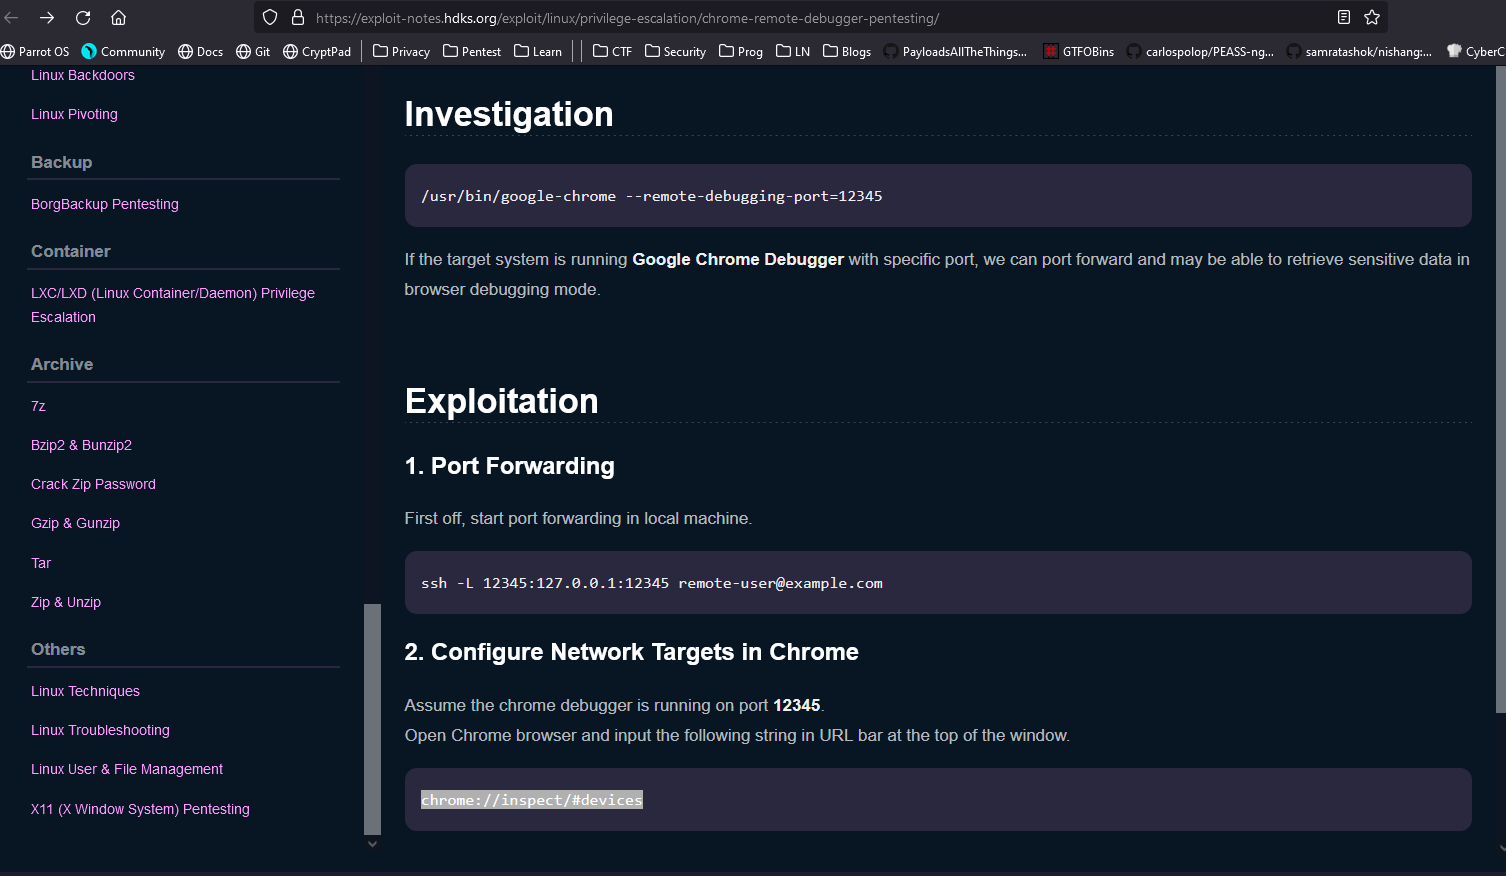 https://exploit-notes.hdks.org/exploit/linux/privilege-escalation/chrome-remote-debugger-pentesting/
Parrot OS Community Docs Git CryptPad Privacy Pentest Learn CTF Security Prog LN Blogs PayloadsAllTheThings... GTFOBins carlospolop/PEASS-ng... samratashok/nishang:... CyberC
Linux Backdoors
Linux Pivoting
Backup
BorgBackup Pentesting
Container
LXC/LXD (Linux Container/Daemon) Privilege
Escalation
Archive
7z
Bzip2 & Bunzip2
Crack Zip Password
Gzip & Gunzip
Tar
Zip & Unzip
Others
Linux Techniques
Linux Troubleshooting
Linux User & File Management
X11 (X Window System) Pentesting
Investigation
/usr/bin/google-chrome --remote-debugging-port=12345
If the target system is running Google Chrome Debugger with specific port, we can port forward and may be able to retrieve sensitive data in
browser debugging mode.
Exploitation
1. Port Forwarding
First off, start port forwarding in local machine.
ssh -L 12345:127.0.0.1:12345 remote-user@example.com
2. Configure Network Targets in Chrome
Assume the chrome debugger is running on port 12345.
Open Chrome browser and input the following string in URL bar at the top of the window.
chrome://inspect/#devices